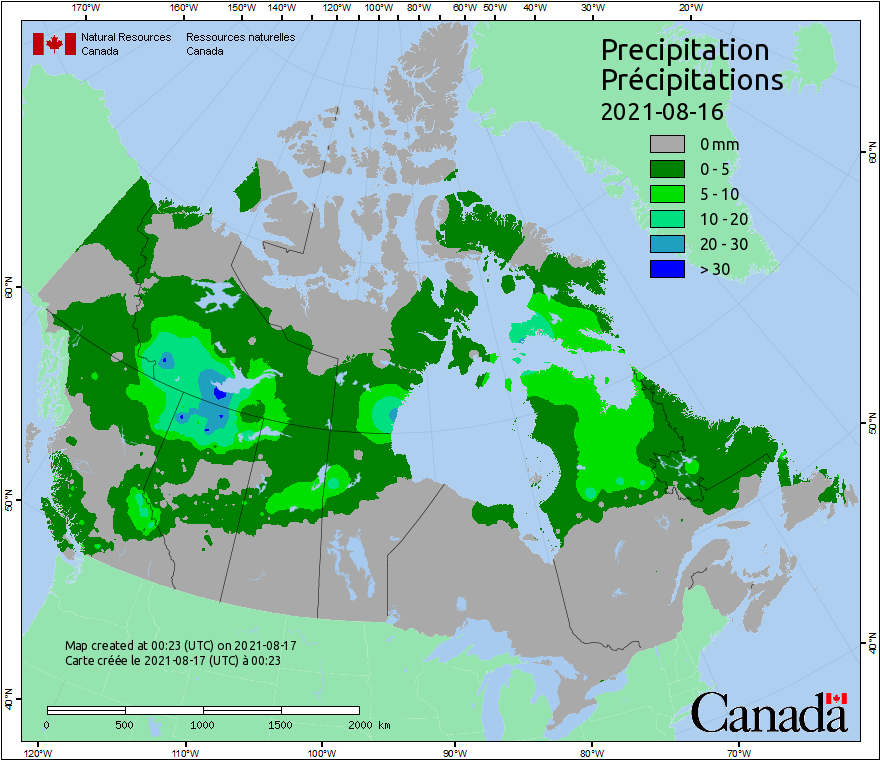 170°W 160°W 150°W 140°W 120°W 100°W 80°W 60°W 50°W 40°W 30°W 20°W
Natural Resources Canada
Ressources naturelles Canada
Precipitation
Précipitations
2021-08-16
0 mm
0 - 5
5 - 10
10 - 20
20 - 30
> 30
60°N
50°N
40°N
60°N
50°N
40°N
Map created at 00:23 (UTC) on 2021-08-17
Carte créée le 2021-08-17 (UTC) à 00:23
0 500 1000 1500 2000 km
Canada
120°W 110°W 100°W 90°W 80°W 70°W